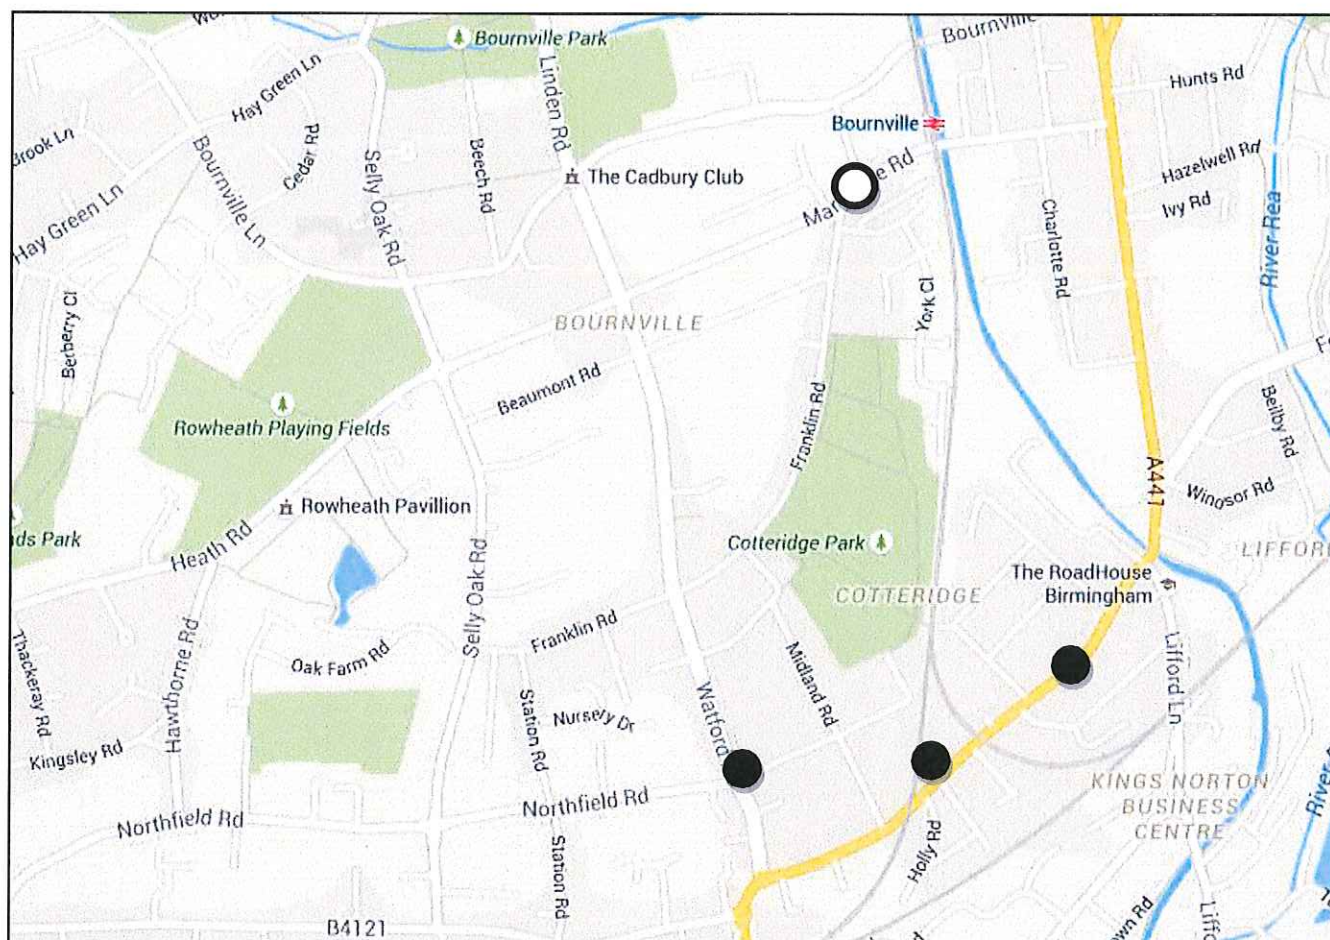 Bournville Park
Bournville
Hay Green Ln
Linden Rd
Hunts Rd
Brook Ln
Bournville Ln
Cedar Rd
Selly Oak Rd
Beech Rd
The Cadbury Club
Bournville
Hazelwell Rd
Ivy Rd
Hay Green Ln
Charlotte Rd
River Rea
Berberry Cl
BOURNVILLE
York Cl
Beaumont Rd
Franklin Rd
Beilby Rd
Rowheath Playing Fields
A441
Windsor Rd
Rowheath Pavillion
Heath Rd
Cotteridge Park
COTTERIDGE
The RoadHouse
Birmingham
Selly Oak Rd
Franklin Rd
Thackeray Rd
Hawthorne Rd
Oak Farm Rd
Midland Rd
Lifford Ln
Station Rd
Nursery Dr
Watford
Kingsley Rd
Northfield Rd
Northfield Rd
KINGS NORTON
BUSINESS
CENTRE
Station Rd
Holly Rd
B4121